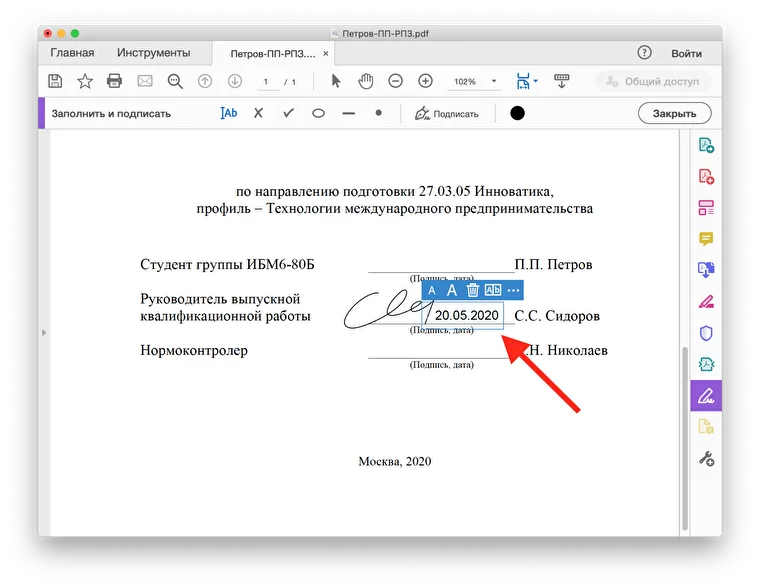 Петров-ПП-РПЗ.pdf
Главная Инструменты Петров-ПП-РПЗ.... × ? Войти
1 / 1 102% Общий доступ
Заполнить и подписать Ab Подписать Закрыть
по направлению подготовки 27.03.05 Инноватика,
профиль – Технологии международного предпринимательства
Студент группы ИБМ6-80Б П.П. Петров
(Подпись, дата)
A A Ab
Руководитель выпускной
квалификационной работы 20.05.2020 С.С. Сидоров
(Подпись, дата)
Нормоконтролер .Н. Николаев
(Подпись, дата)
Москва, 2020